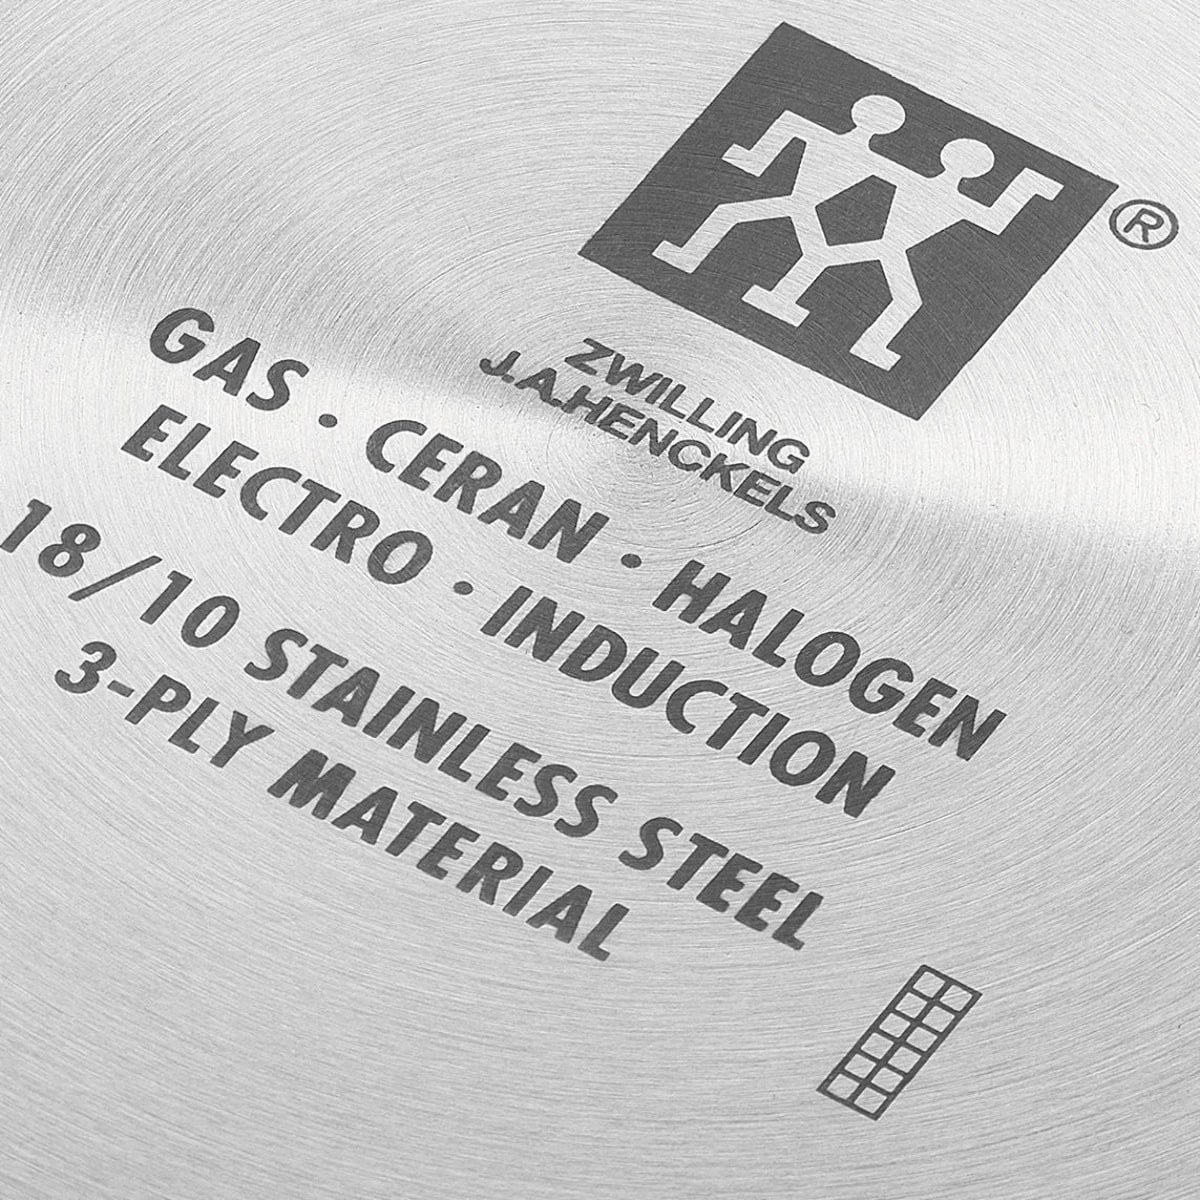 ®
ZWILLING
J.A.HENCKELS
GAS · CERAN · HALOGEN
ELECTRO · INDUCTION
18/10 STAINLESS STEEL
3-PLY MATERIAL